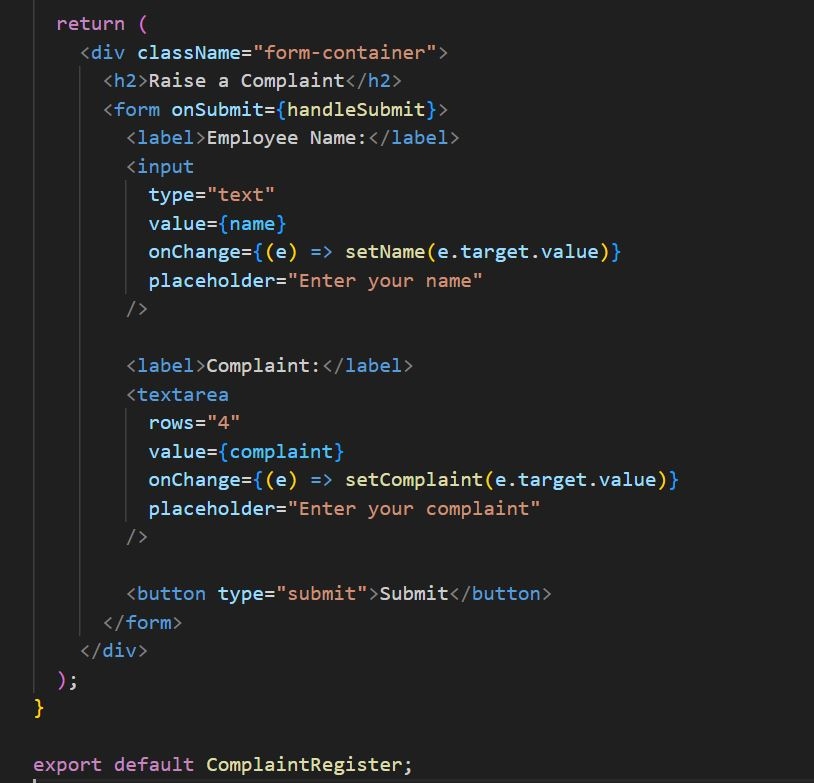 return (
<div className="form-container">
<h2>Raise a Complaint</h2>
<form onSubmit={handleSubmit}>
<label>Employee Name:</label>
<input
type="text"
value={name}
onChange={(e) => setName(e.target.value)}
placeholder="Enter your name"
/>
<label>Complaint:</label>
<textarea
rows="4"
value={complaint}
onChange={(e) => setComplaint(e.target.value)}
placeholder="Enter your complaint"
/>
<button type="submit">Submit</button>
</form>
</div>
);
}
export default ComplaintRegister;